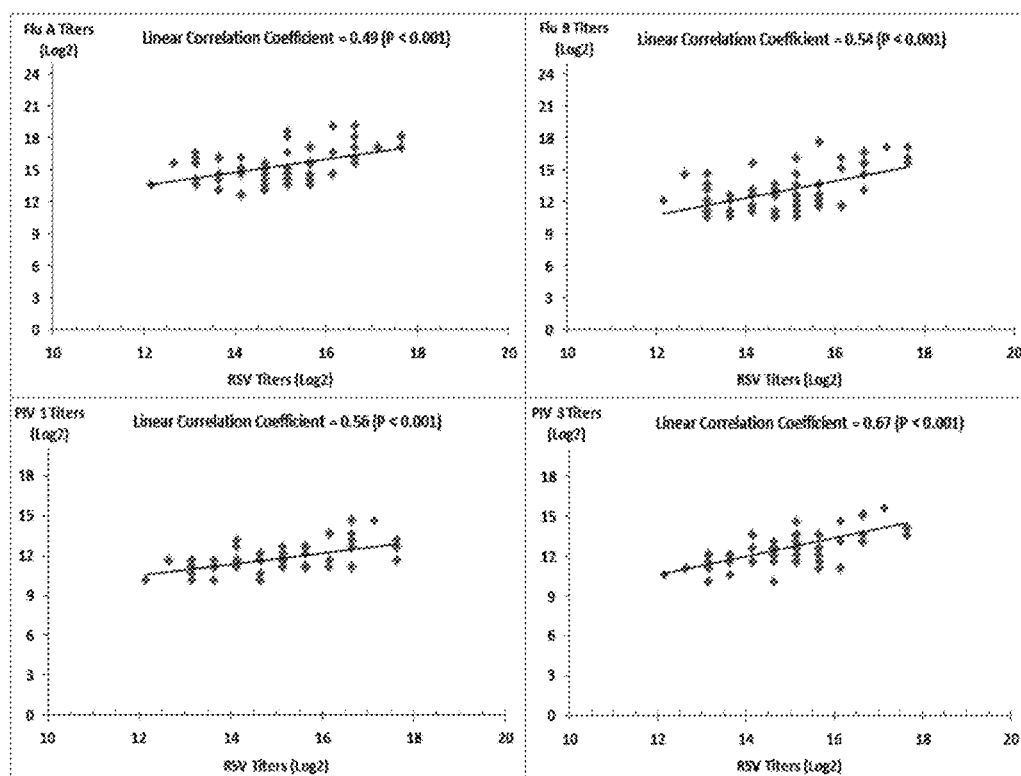 Flu A Titers
(Log2)
Linear Correlation Coefficient = 0.49 (P < 0.001)
24
21
18
15
12
9
6
3
0
10 12 14 16 18 20
RSV Titers (Log2)
Flu B Titers
(Log2)
Linear Correlation Coefficient = 0.54 (P < 0.001)
24
21
18
15
12
9
6
3
0
10 12 14 16 18 20
RSV Titers (Log2)
PIV 1 Titers
(Log2)
Linear Correlation Coefficient = 0.56 (P < 0.001)
18
15
12
9
6
3
0
10 12 14 16 18 20
RSV Titers (Log2)
PIV 3 Titers
(Log2)
Linear Correlation Coefficient = 0.67 (P < 0.001)
18
15
12
9
6
3
0
10 12 14 16 18 20
RSV Titers (Log2)